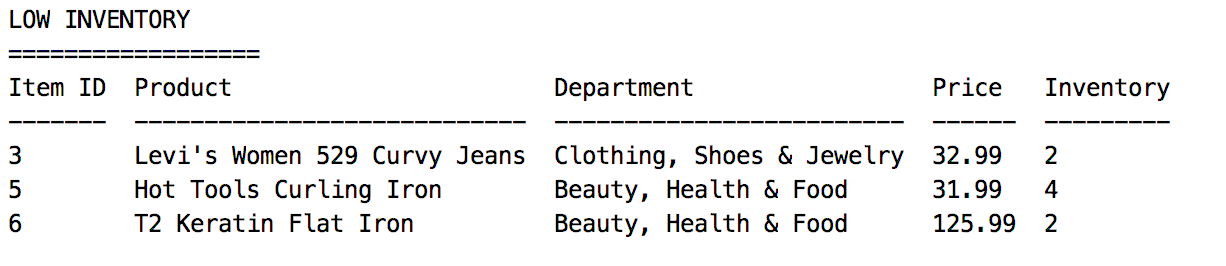 LOW INVENTORY
==================
Item ID  Product                       Department                 Price   Inventory
-------  ----------------------------  -------------------------  ------  ---------
3        Levi's Women 529 Curvy Jeans  Clothing, Shoes & Jewelry  32.99   2
5        Hot Tools Curling Iron        Beauty, Health & Food      31.99   4
6        T2 Keratin Flat Iron          Beauty, Health & Food      125.99  2